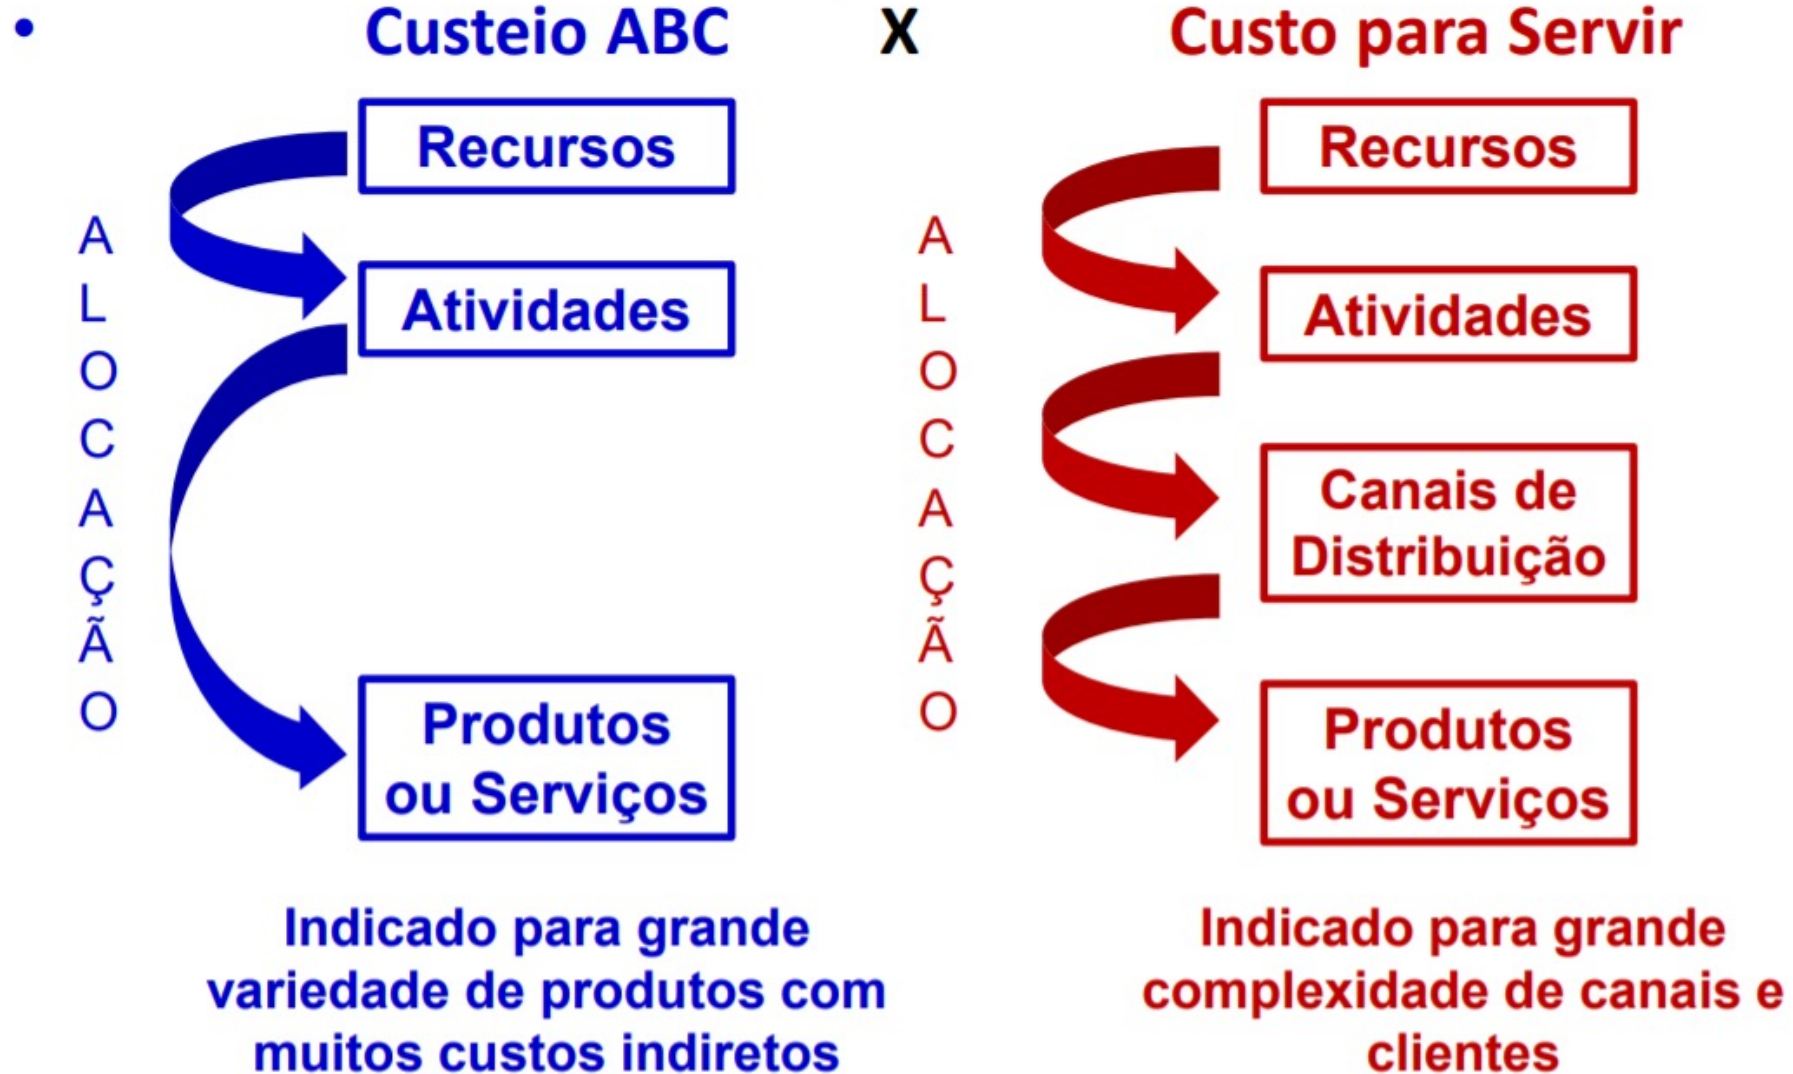 • Custeio ABC X Custo para Servir
Recursos
Atividades
Produtos
ou Serviços
A
L
O
C
A
Ç
Ã
O
Indicado para grande
variedade de produtos com
muitos custos indiretos
Recursos
Atividades
Canais de
Distribuição
Produtos
ou Serviços
A
L
O
C
A
Ç
Ã
O
Indicado para grande
complexidade de canais e
clientes